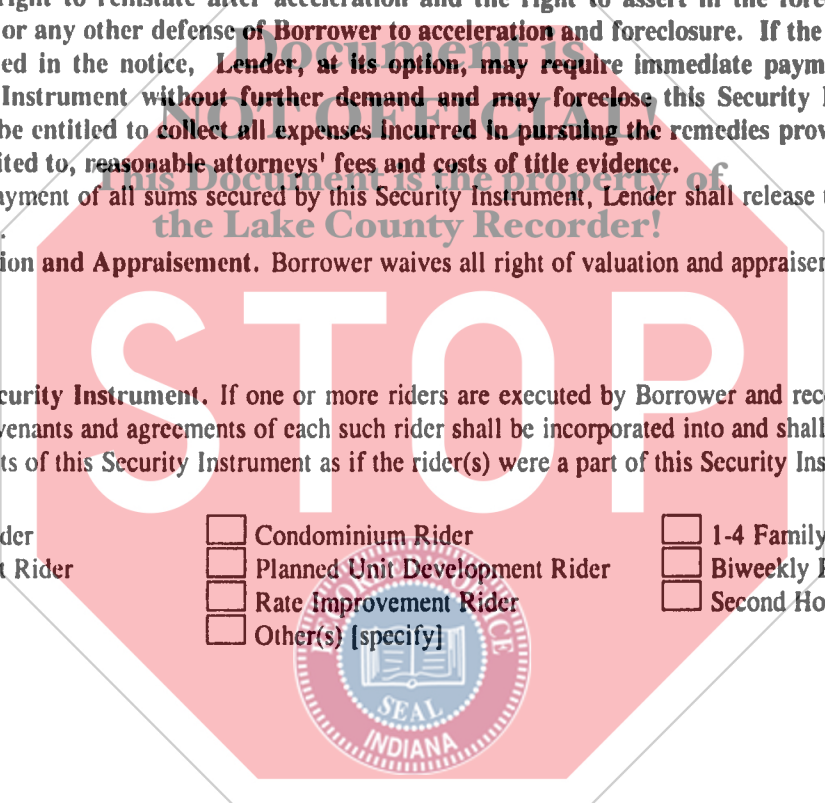 right to reinstate after acceleration and the right to assert in the fore
or any other defense of Borrower to acceleration and foreclosure. If the
ed in the notice, Lender, at its option, may require immediate paym
Instrument without further demand and may foreclose this Security I
be entitled to collect all expenses incurred in pursuing the remedies prov
ited to, reasonable attorneys' fees and costs of title evidence.
ayment of all sums secured by this Security Instrument, Lender shall release t
.
ion and Appraisement. Borrower waives all right of valuation and appraisem
curity Instrument. If one or more riders are executed by Borrower and reco
venants and agreements of each such rider shall be incorporated into and shall
ts of this Security Instrument as if the rider(s) were a part of this Security Ins
der Condominium Rider 1-4 Family
t Rider Planned Unit Development Rider Biweekly P
Rate Improvement Rider Second Ho
Other(s) [specify]
Document is
NOT OFFICIAL!
This Document is the property of
the Lake County Recorder!
STOP
RECORDER'S OFFICE
SEAL
INDIANA